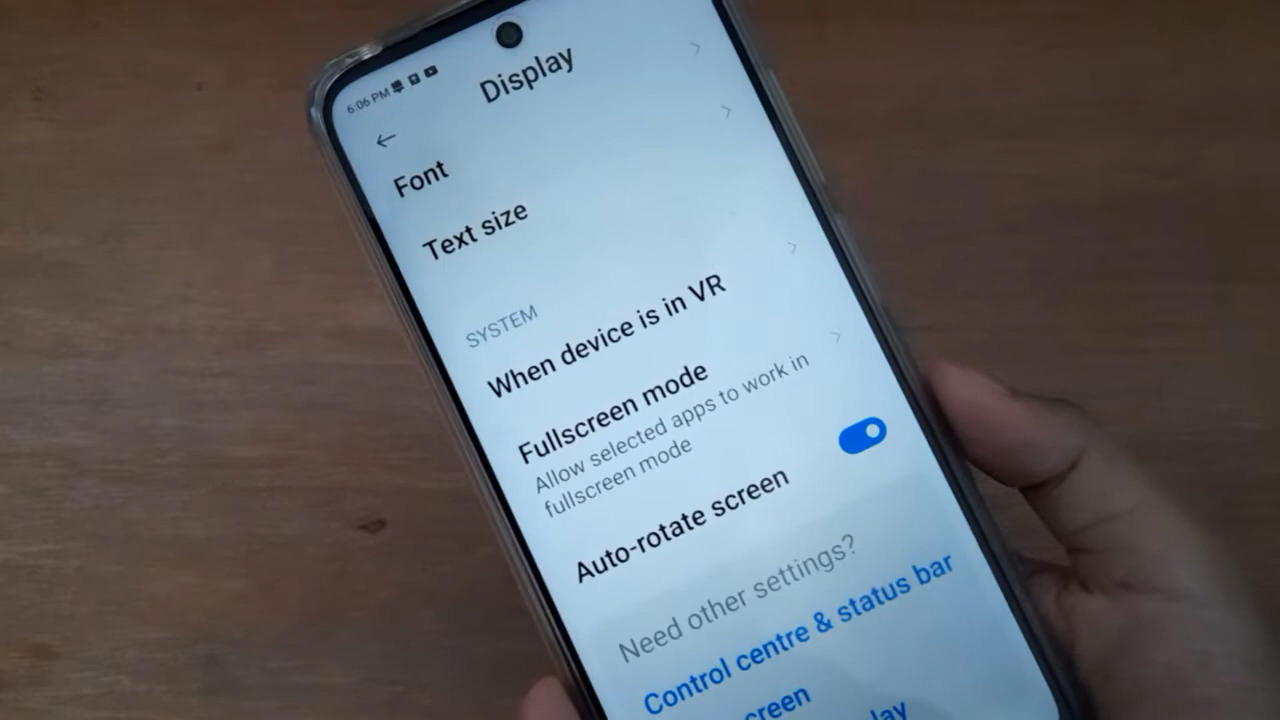 6:06 PM
Display
Font
Text size
SYSTEM
When device is in VR
Fullscreen mode
Allow selected apps to work in
fullscreen mode
Auto-rotate screen
Need other settings?
Control centre & status bar
screen